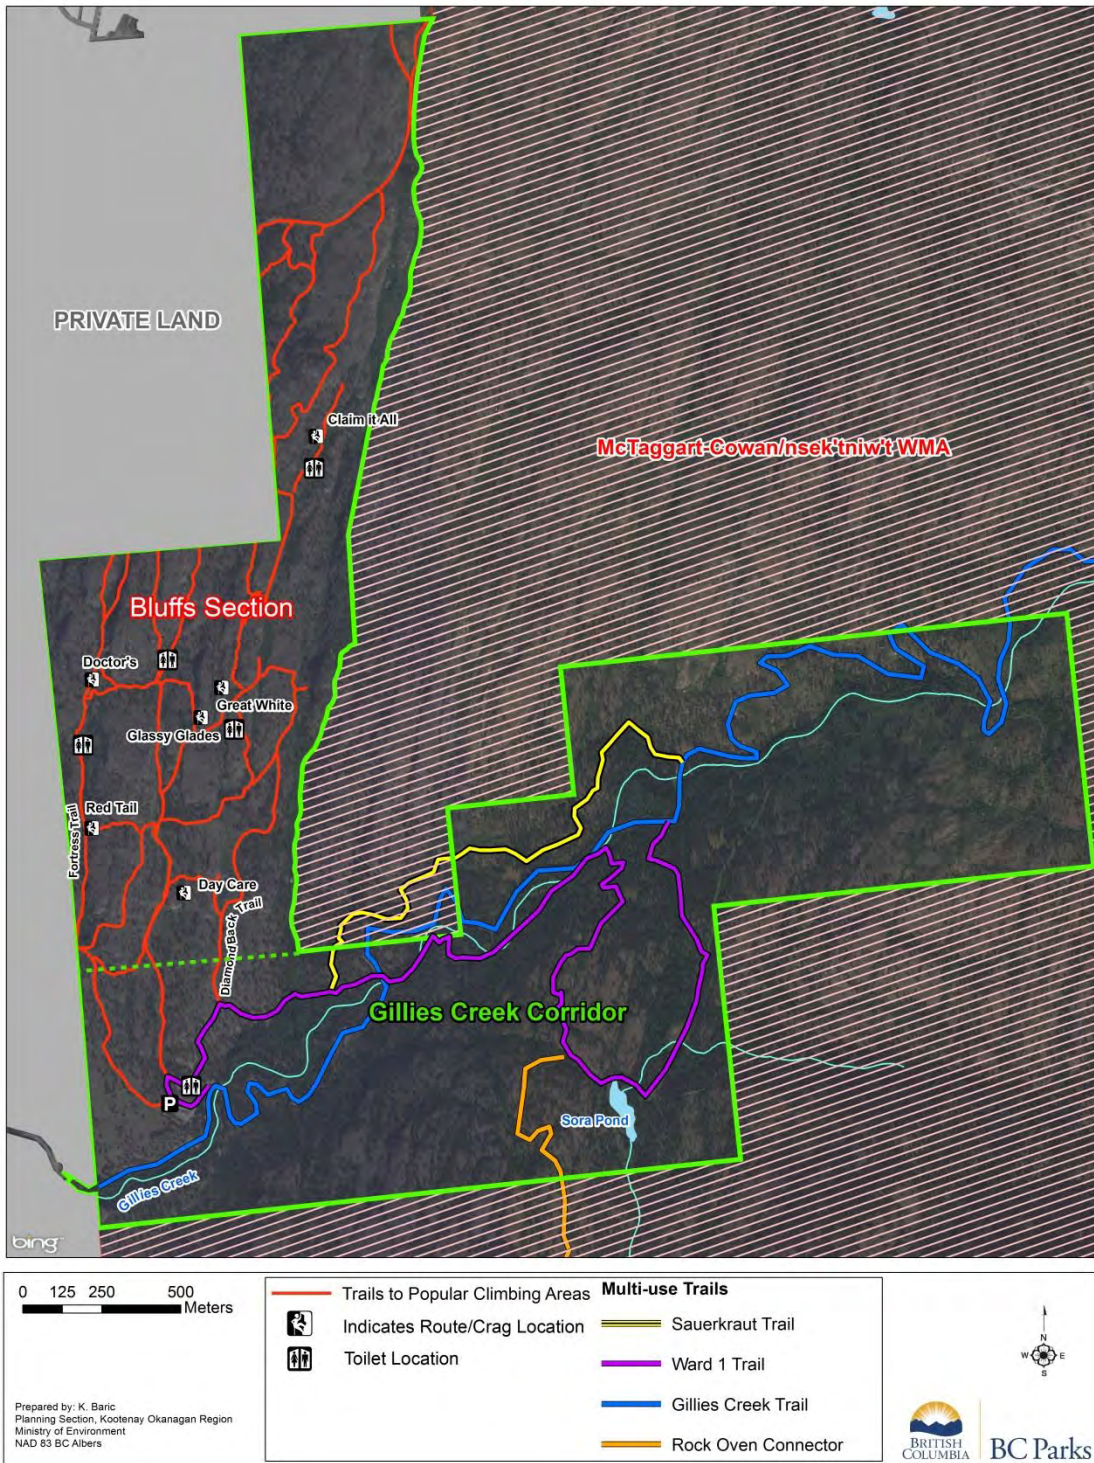 PRIVATE LAND
Claim it All
McTaggart-Cowan/nsek'tniw't WMA
Bluffs Section
Doctor's
Great White
Glassy Glades
Red Tail
Fortress Trail
Day Care
DiamondBack Trail
Gillies Creek Corridor
P
Sora Pond
Gillies Creek
bing
0 125 250 500
Meters
Trails to Popular Climbing Areas
Indicates Route/Crag Location
Toilet Location
Multi-use Trails
Sauerkraut Trail
Ward 1 Trail
Gillies Creek Trail
Rock Oven Connector
N
W E
S
Prepared by: K. Baric
Planning Section, Kootenay Okanagan Region
Ministry of Environment
NAD 83 BC Albers
BRITISH
COLUMBIA
BC Parks